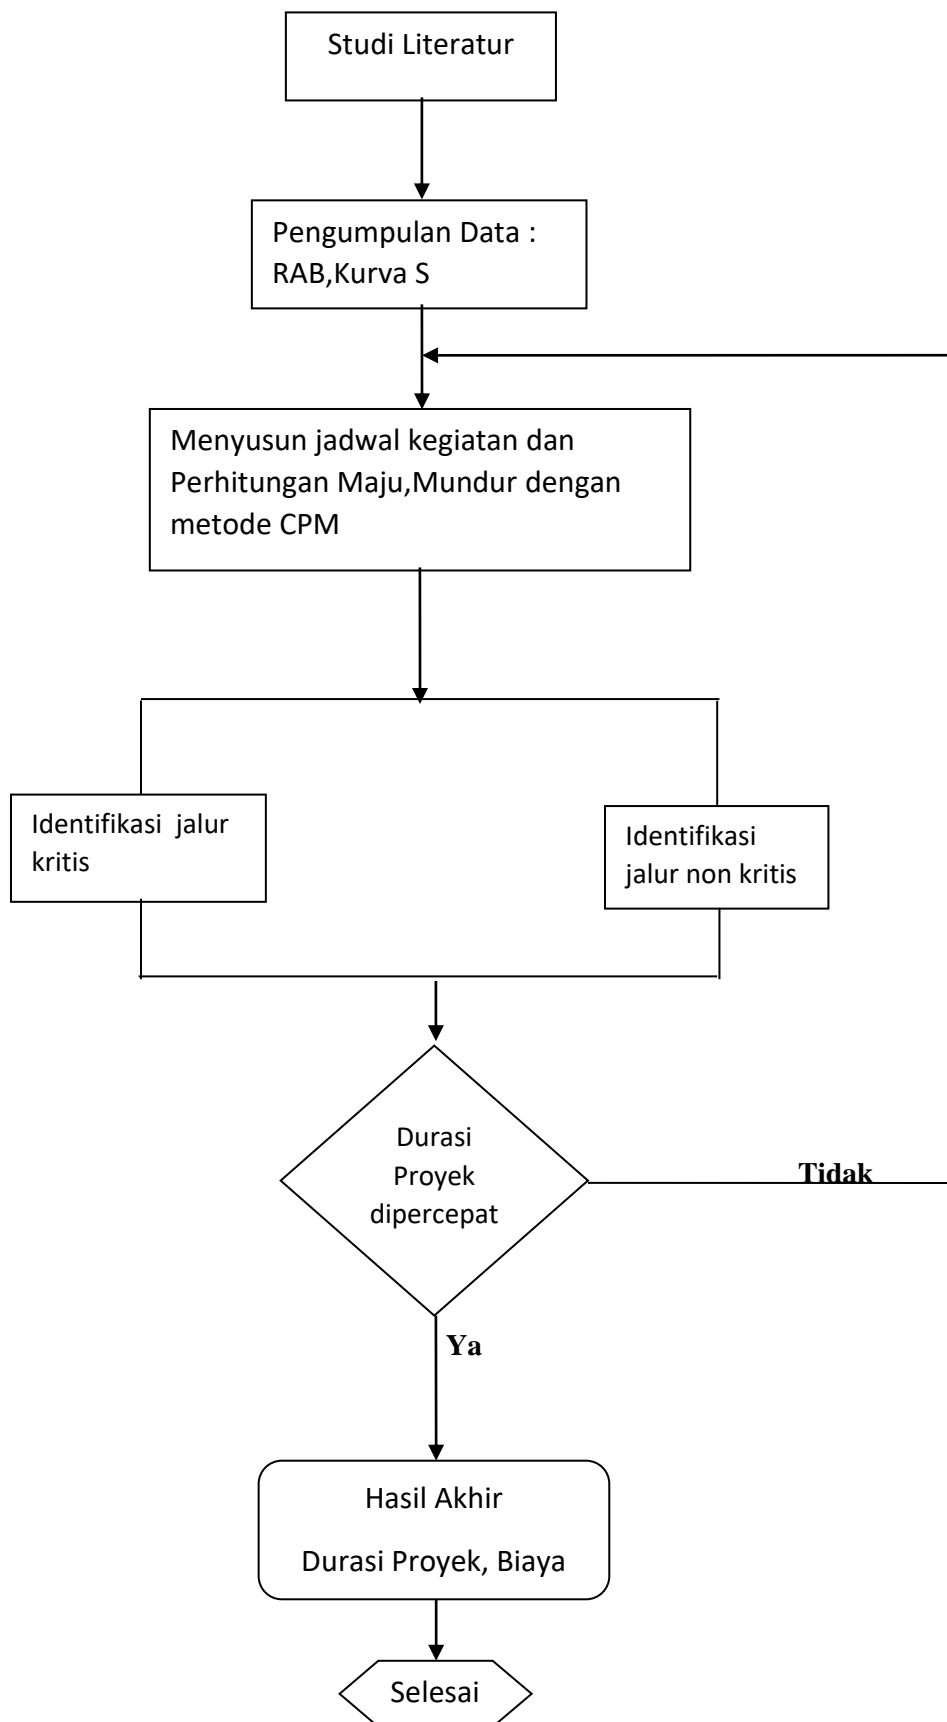 Studi Literatur
Pengumpulan Data :
RAB,Kurva S
Menyusun jadwal kegiatan dan
Perhitungan Maju,Mundur dengan
metode CPM
Identifikasi  jalur
kritis
Identifikasi
jalur non kritis
Durasi
Proyek
dipercepat
Tidak
Ya
Hasil Akhir
Durasi Proyek, Biaya
Selesai